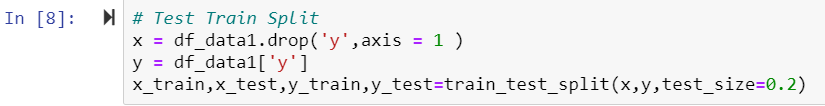 In [8]: # Test Train Split
x = df_data1.drop('y',axis = 1 )
y = df_data1['y']
x_train,x_test,y_train,y_test=train_test_split(x,y,test_size=0.2)